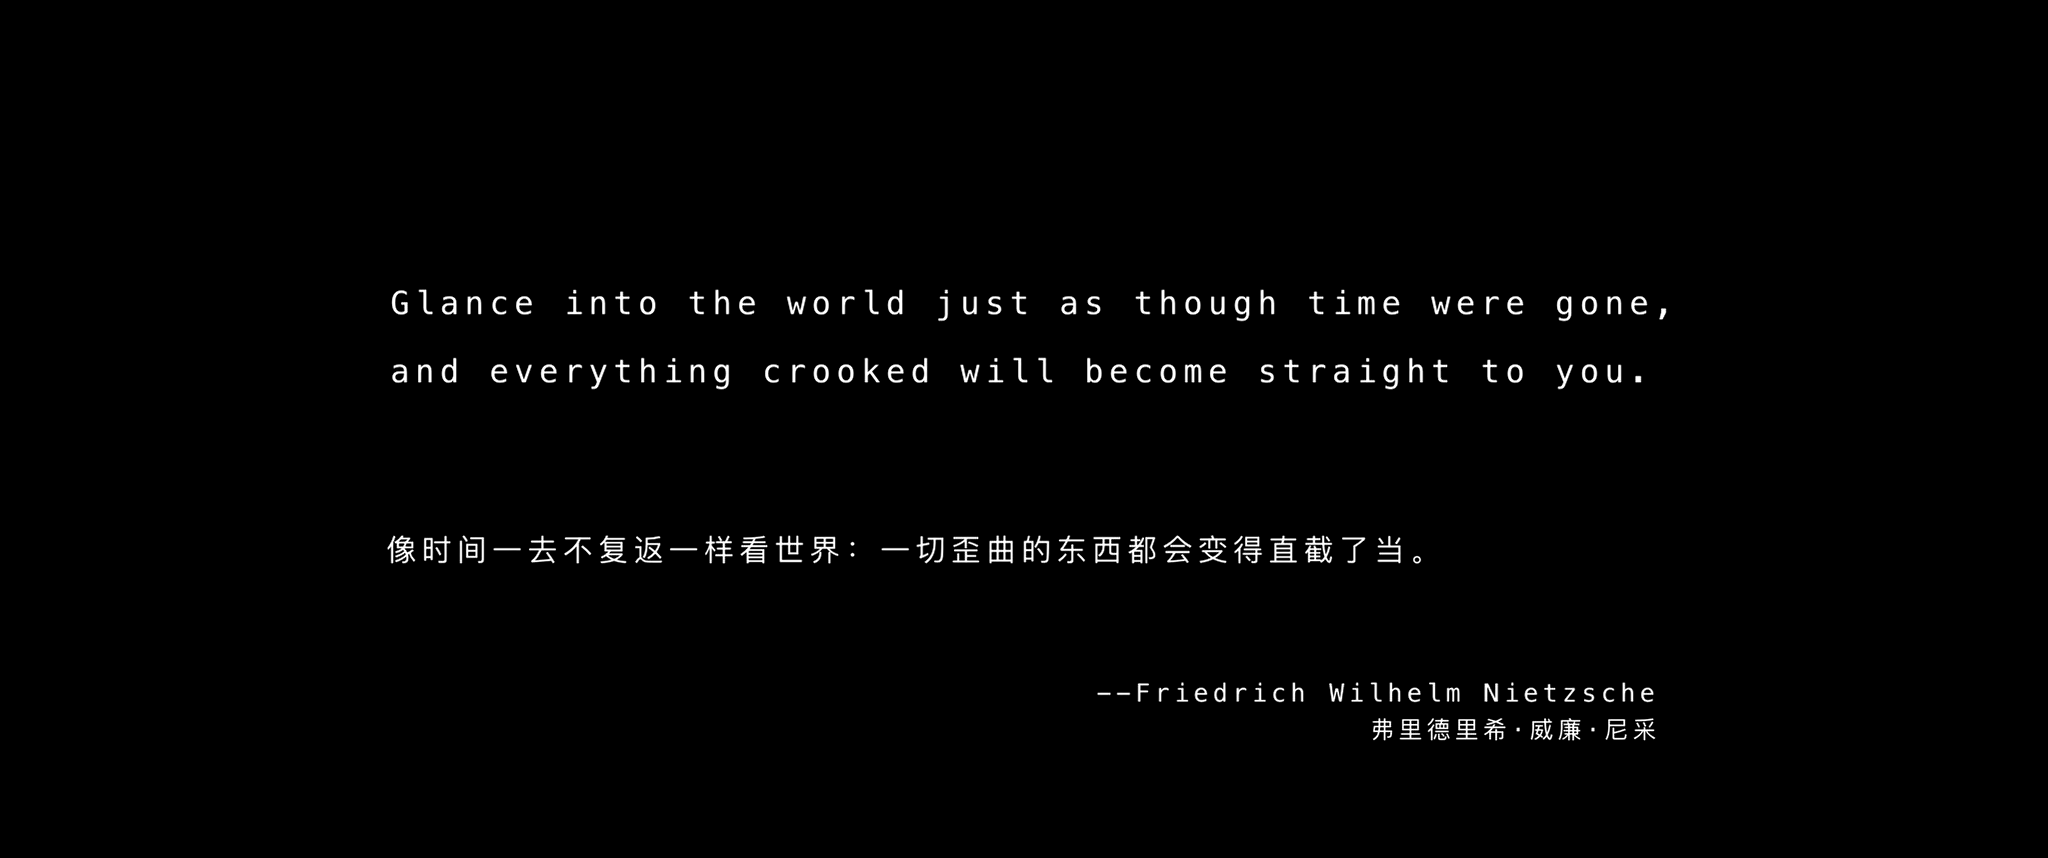 Glance into the world just as though time were gone,
and everything crooked will become straight to you.
像时间一去不复返一样看世界：一切歪曲的东西都会变得直截了当。
--Friedrich Wilhelm Nietzsche
弗里德里希·威廉·尼采